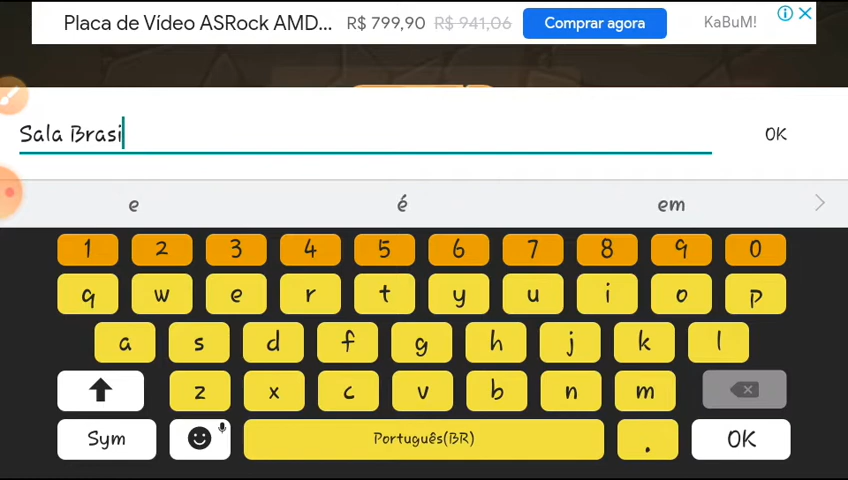 Placa de Vídeo ASRock AMD... R$ 799,90 R$ 941,06 Comprar agora KaBuM!
Sala Brasi OK
e é em
1 2 3 4 5 6 7 8 9 0
q w e r t y u i o p
a s d f g h j k l
z x c v b n m
Sym Português(BR) . OK